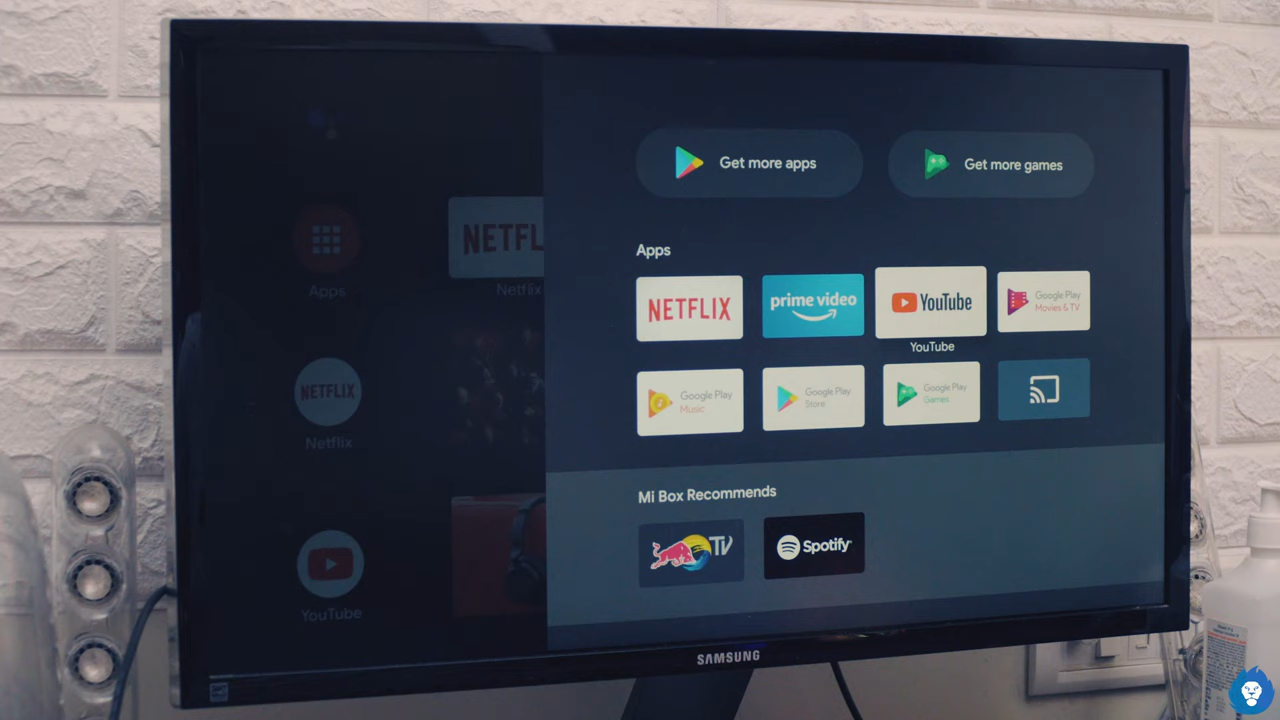 Get more apps
Get more games
Apps
NETFLIX
prime video
YouTube
Google Play
Movies & TV
YouTube
Google Play
Music
Google Play
Store
Google Play
Games
Mi Box Recommends
TV
Spotify
Apps
NETFL
Netflix
NETFLIX
Netflix
YouTube
SAMSUNG